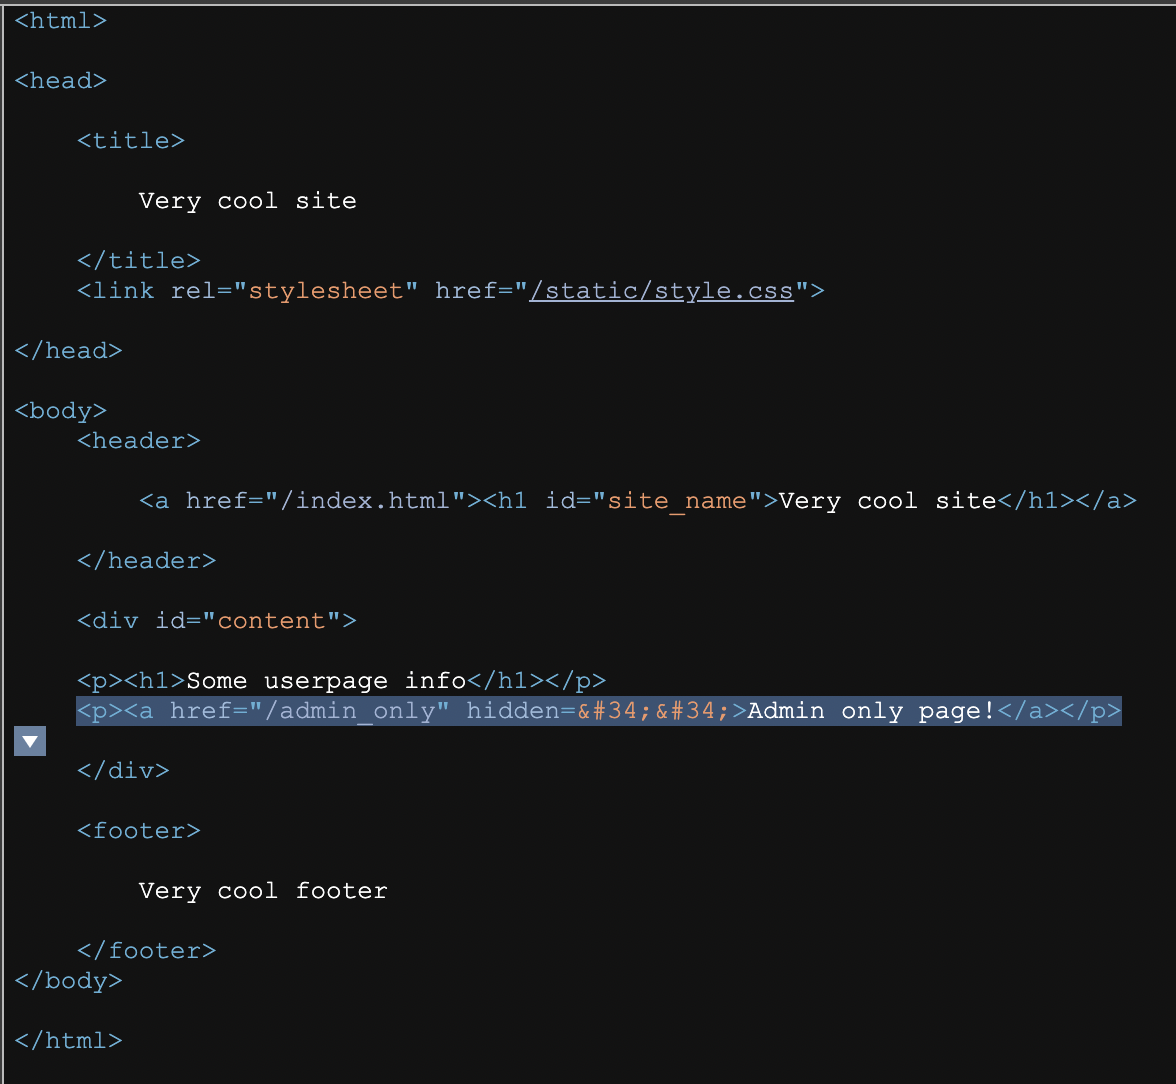 <html>
<head>
<title>
Very cool site
</title>
<link rel="stylesheet" href="/static/style.css">
</head>
<body>
<header>
<a href="/index.html"><h1 id="site_name">Very cool site</h1></a>
</header>
<div id="content">
<p><h1>Some userpage info</h1></p>
<p><a href="/admin_only" hidden=&#34;&#34;>Admin only page!</a></p>
</div>
<footer>
Very cool footer
</footer>
</body>
</html>